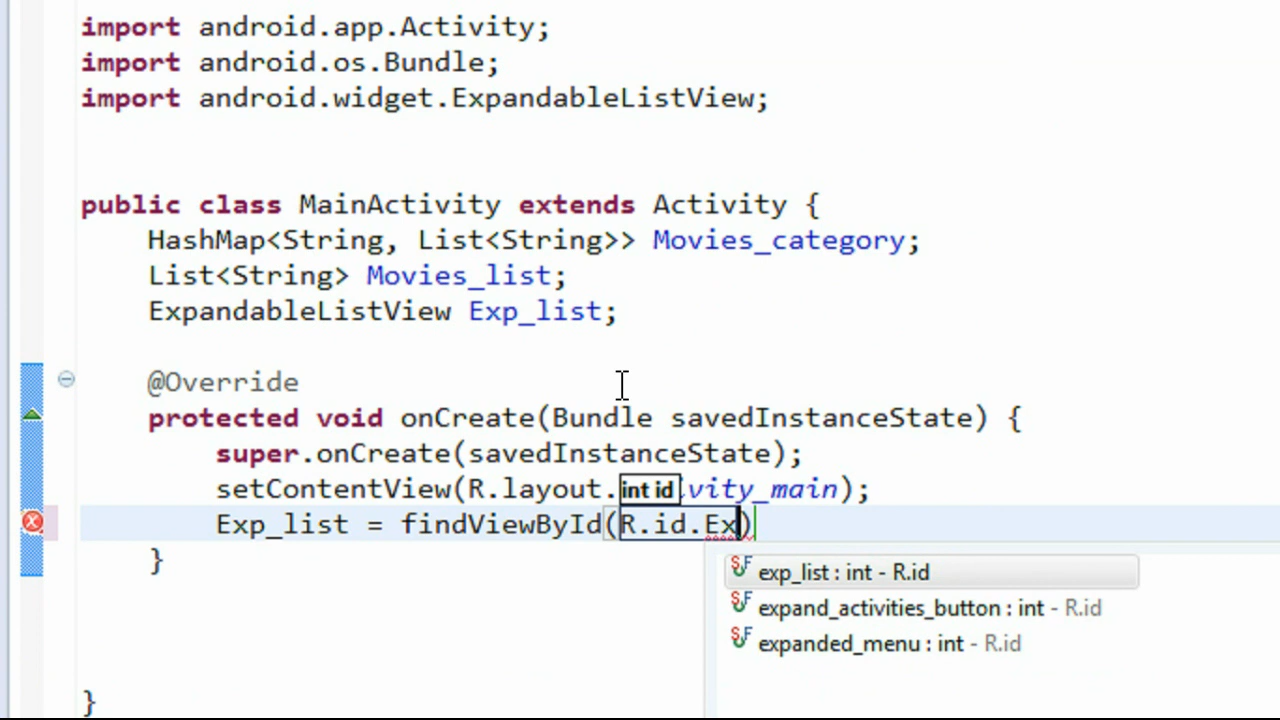 import android.app.Activity;
import android.os.Bundle;
import android.widget.ExpandableListView;
public class MainActivity extends Activity {
HashMap<String, List<String>> Movies_category;
List<String> Movies_list;
ExpandableListView Exp_list;
@Override
protected void onCreate(Bundle savedInstanceState) {
super.onCreate(savedInstanceState);
setContentView(R.layout.int id ivity_main);
Exp_list = findViewById(R.id.Ex)
}
exp_list : int - R.id
expand_activities_button : int - R.id
expanded_menu : int - R.id
}